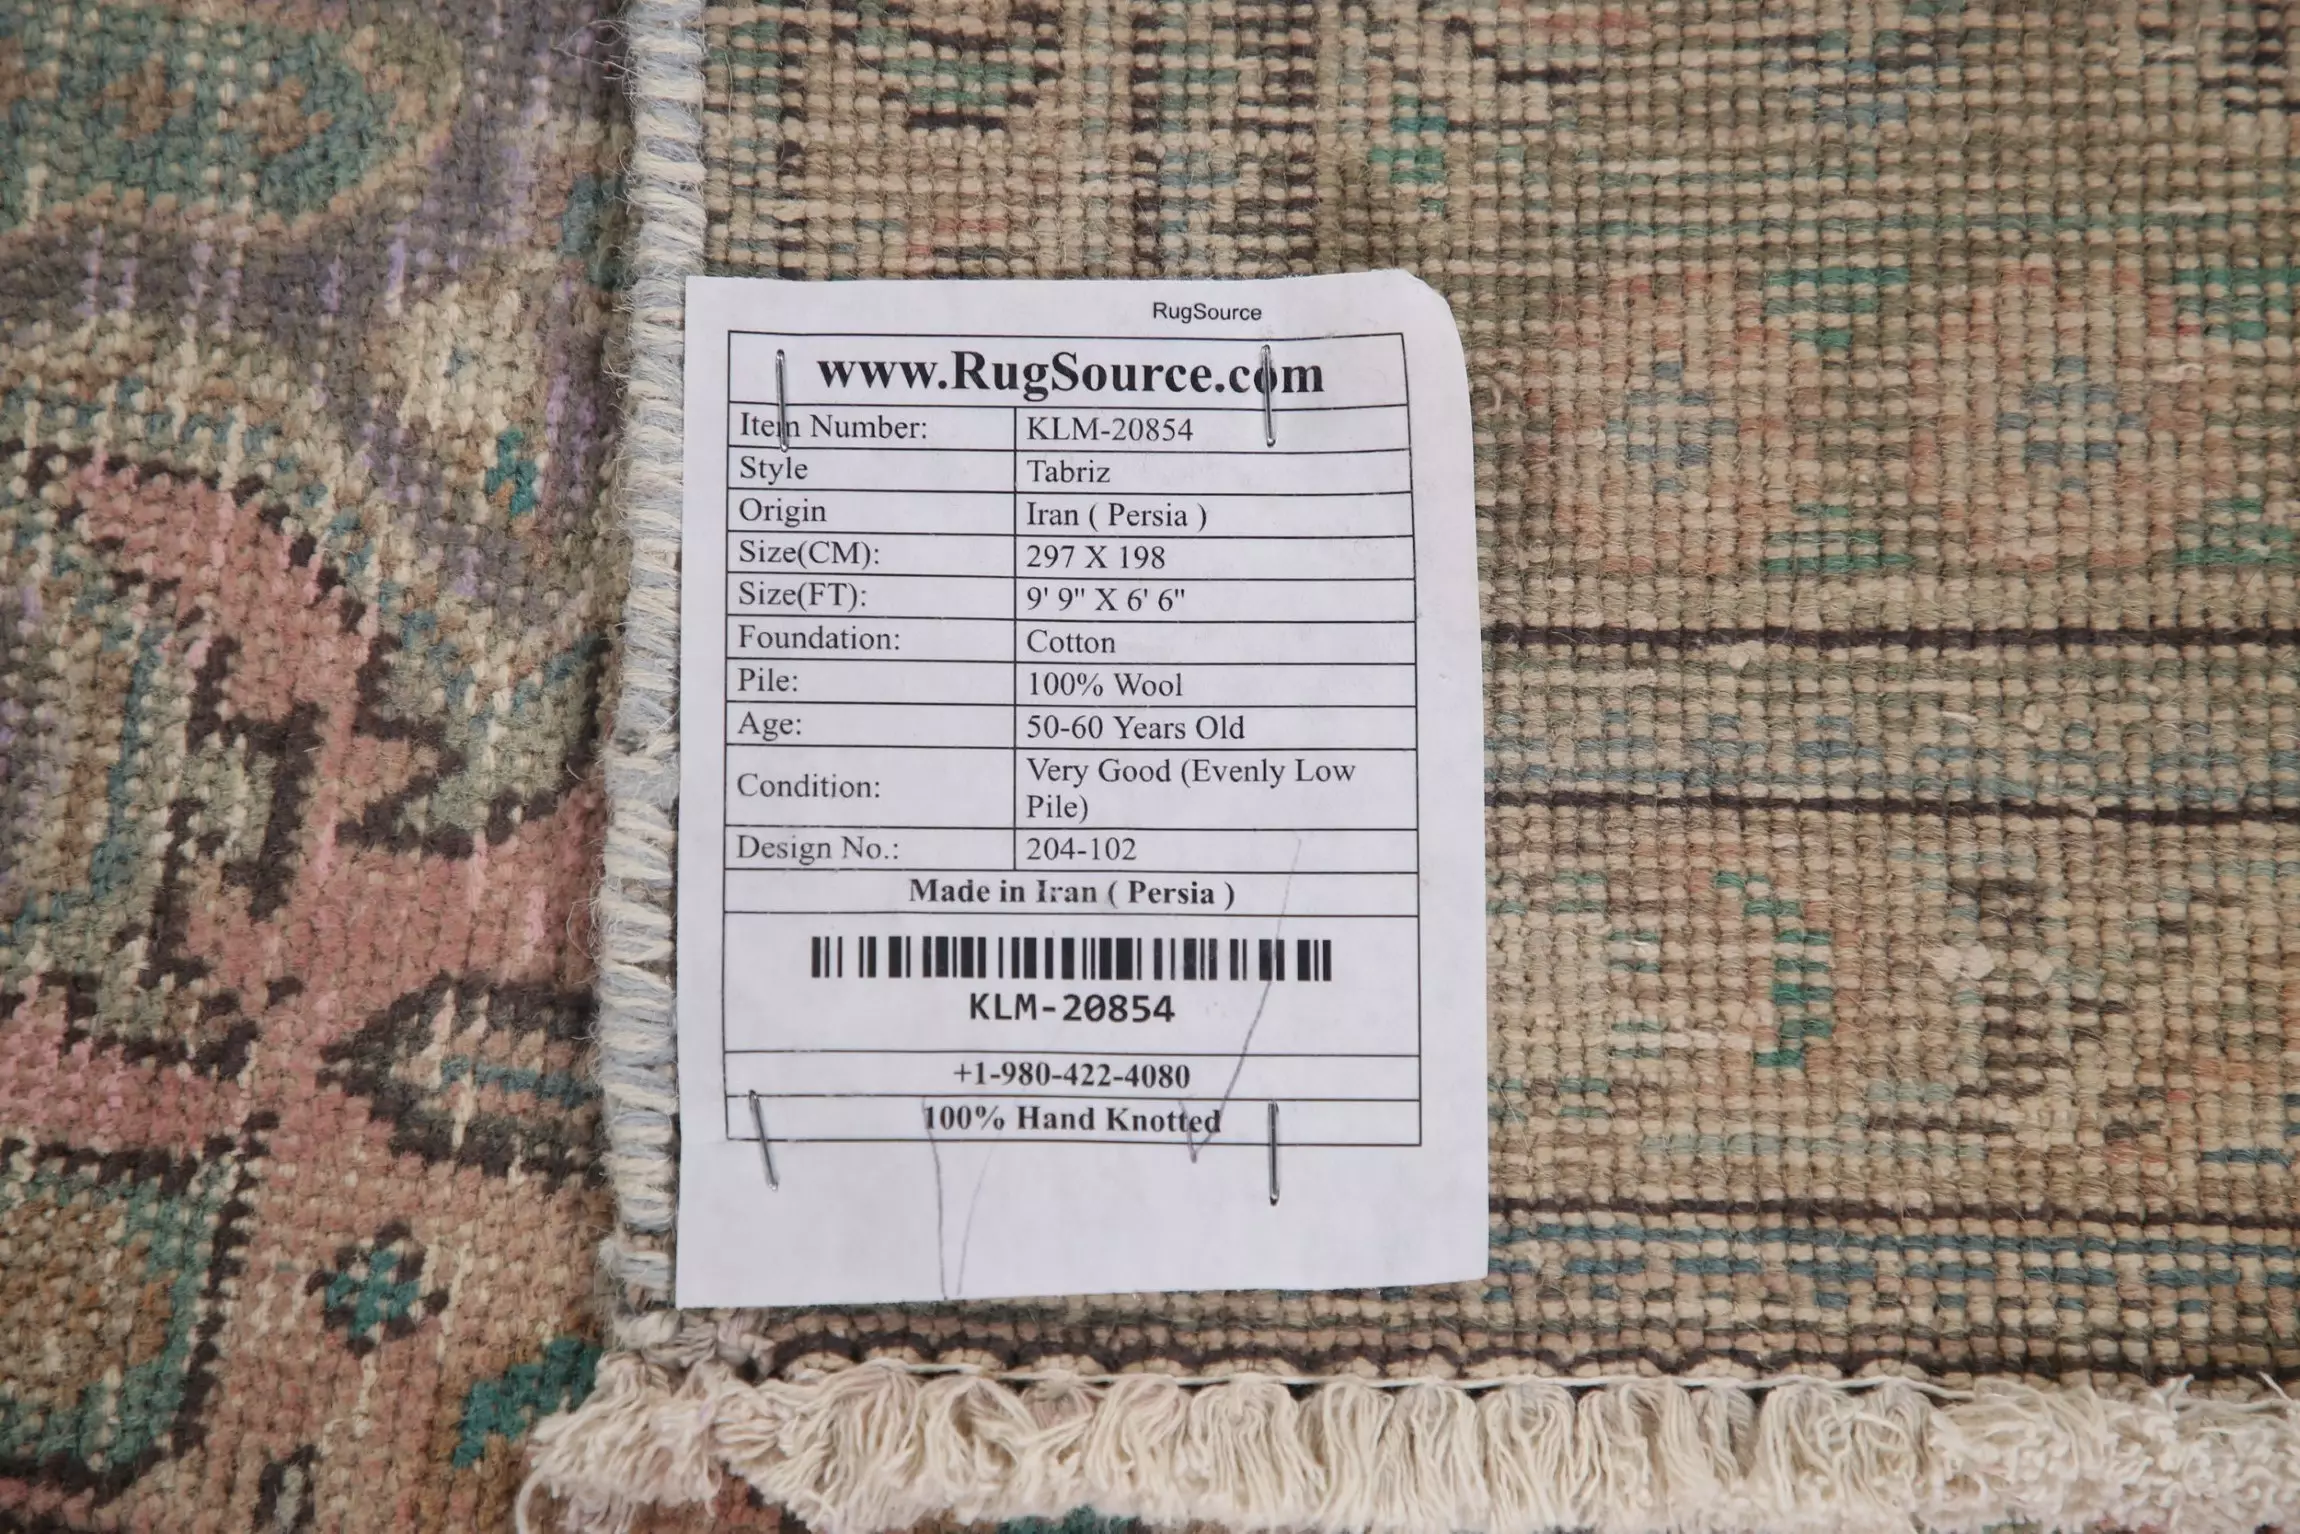 RugSource
www.RugSource.com
Item Number: KLM-20854
Style Tabriz
Origin Iran ( Persia )
Size(CM): 297 X 198
Size(FT): 9' 9" X 6' 6"
Foundation: Cotton
Pile: 100% Wool
Age: 50-60 Years Old
Condition: Very Good (Evenly Low
Pile)
Design No.: 204-102
Made in Iran ( Persia )
KLM-20854
+1-980-422-4080
100% Hand Knotted